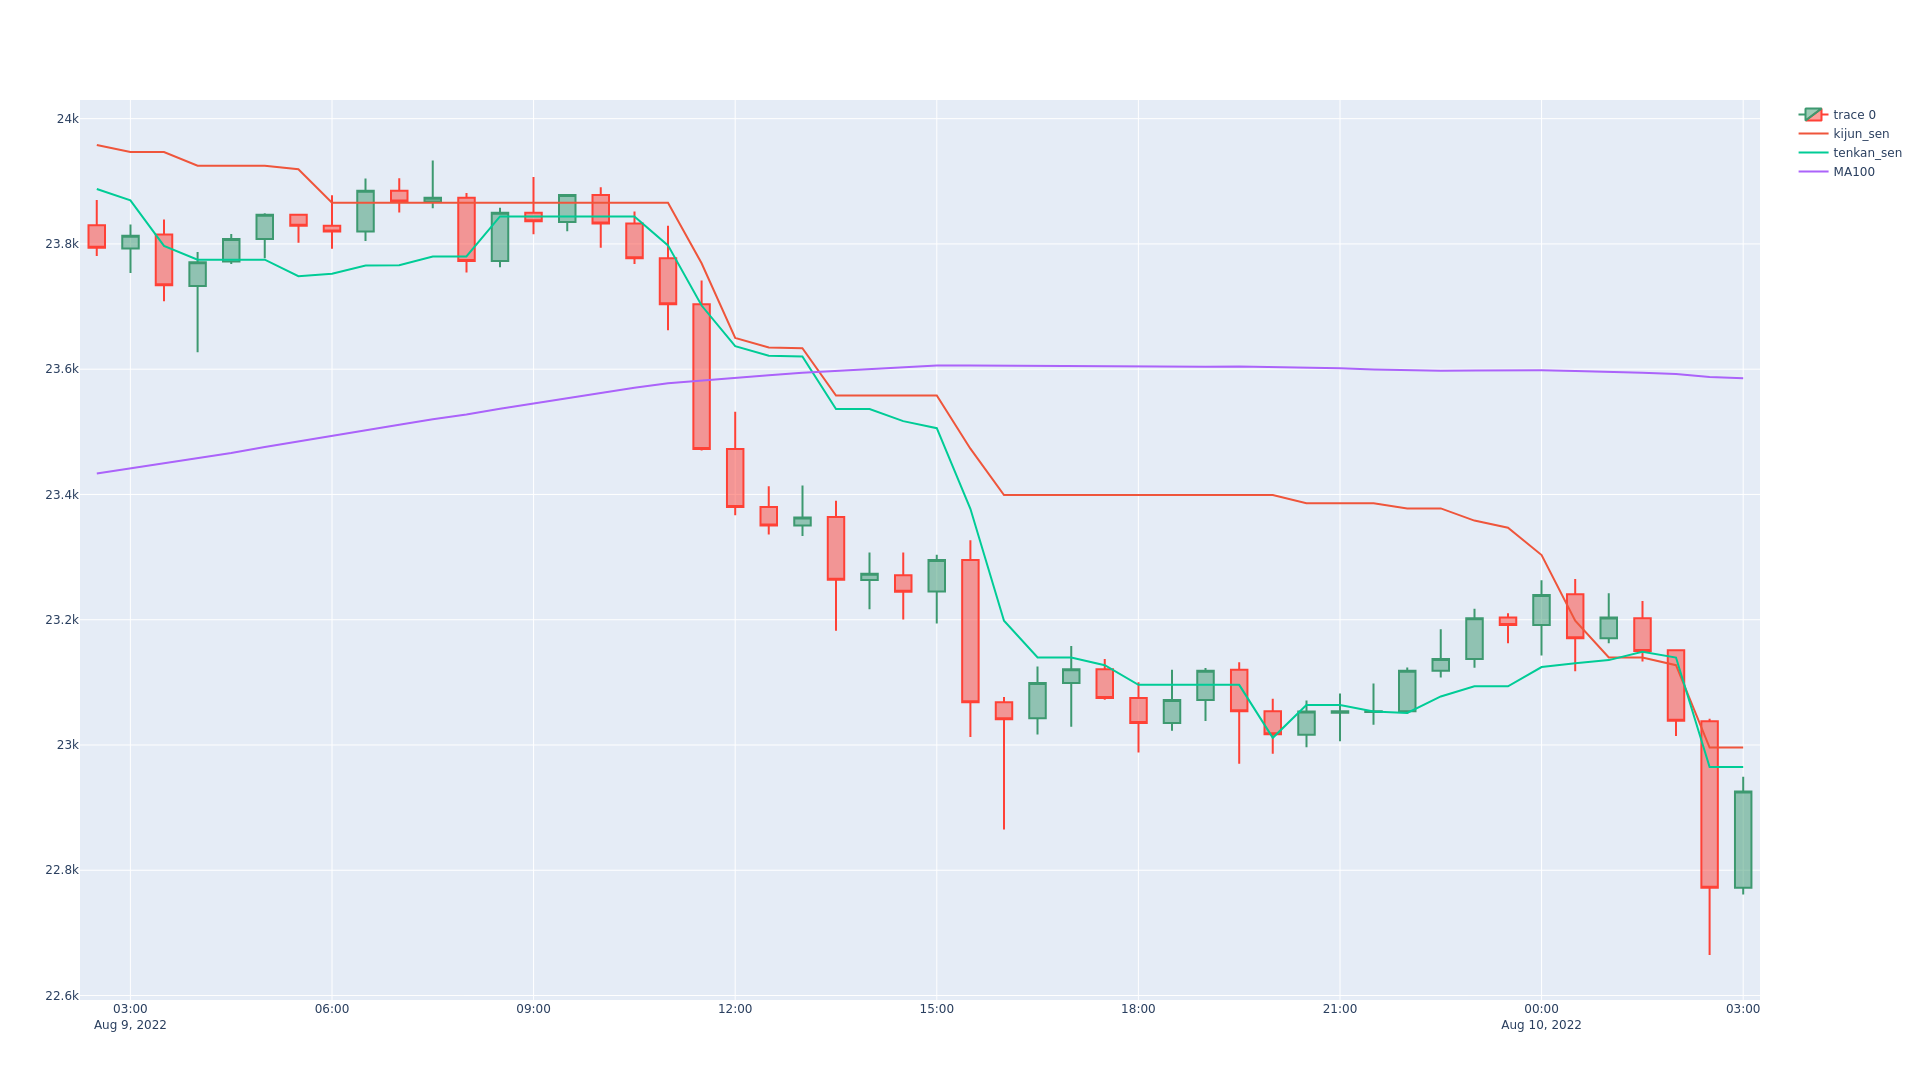 24k
23.8k
23.6k
23.4k
23.2k
23k
22.8k
22.6k
03:00
Aug 9, 2022
06:00
09:00
12:00
15:00
18:00
21:00
00:00
Aug 10, 2022
03:00
trace 0
kijun_sen
tenkan_sen
MA100